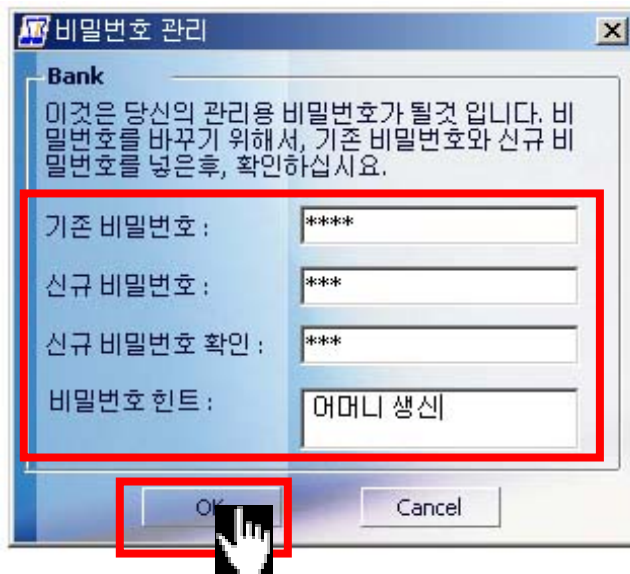 비밀번호 관리
Bank
이것은 당신의 관리용 비밀번호가 될것 입니다. 비
밀번호를 바꾸기 위해서, 기존 비밀번호와 신규 비
밀번호를 넣은후, 확인하십시요.
기존 비밀번호 : ****
신규 비밀번호 : ***
신규 비밀번호 확인 : ***
비밀번호 힌트 : 어머니 생신
OK Cancel